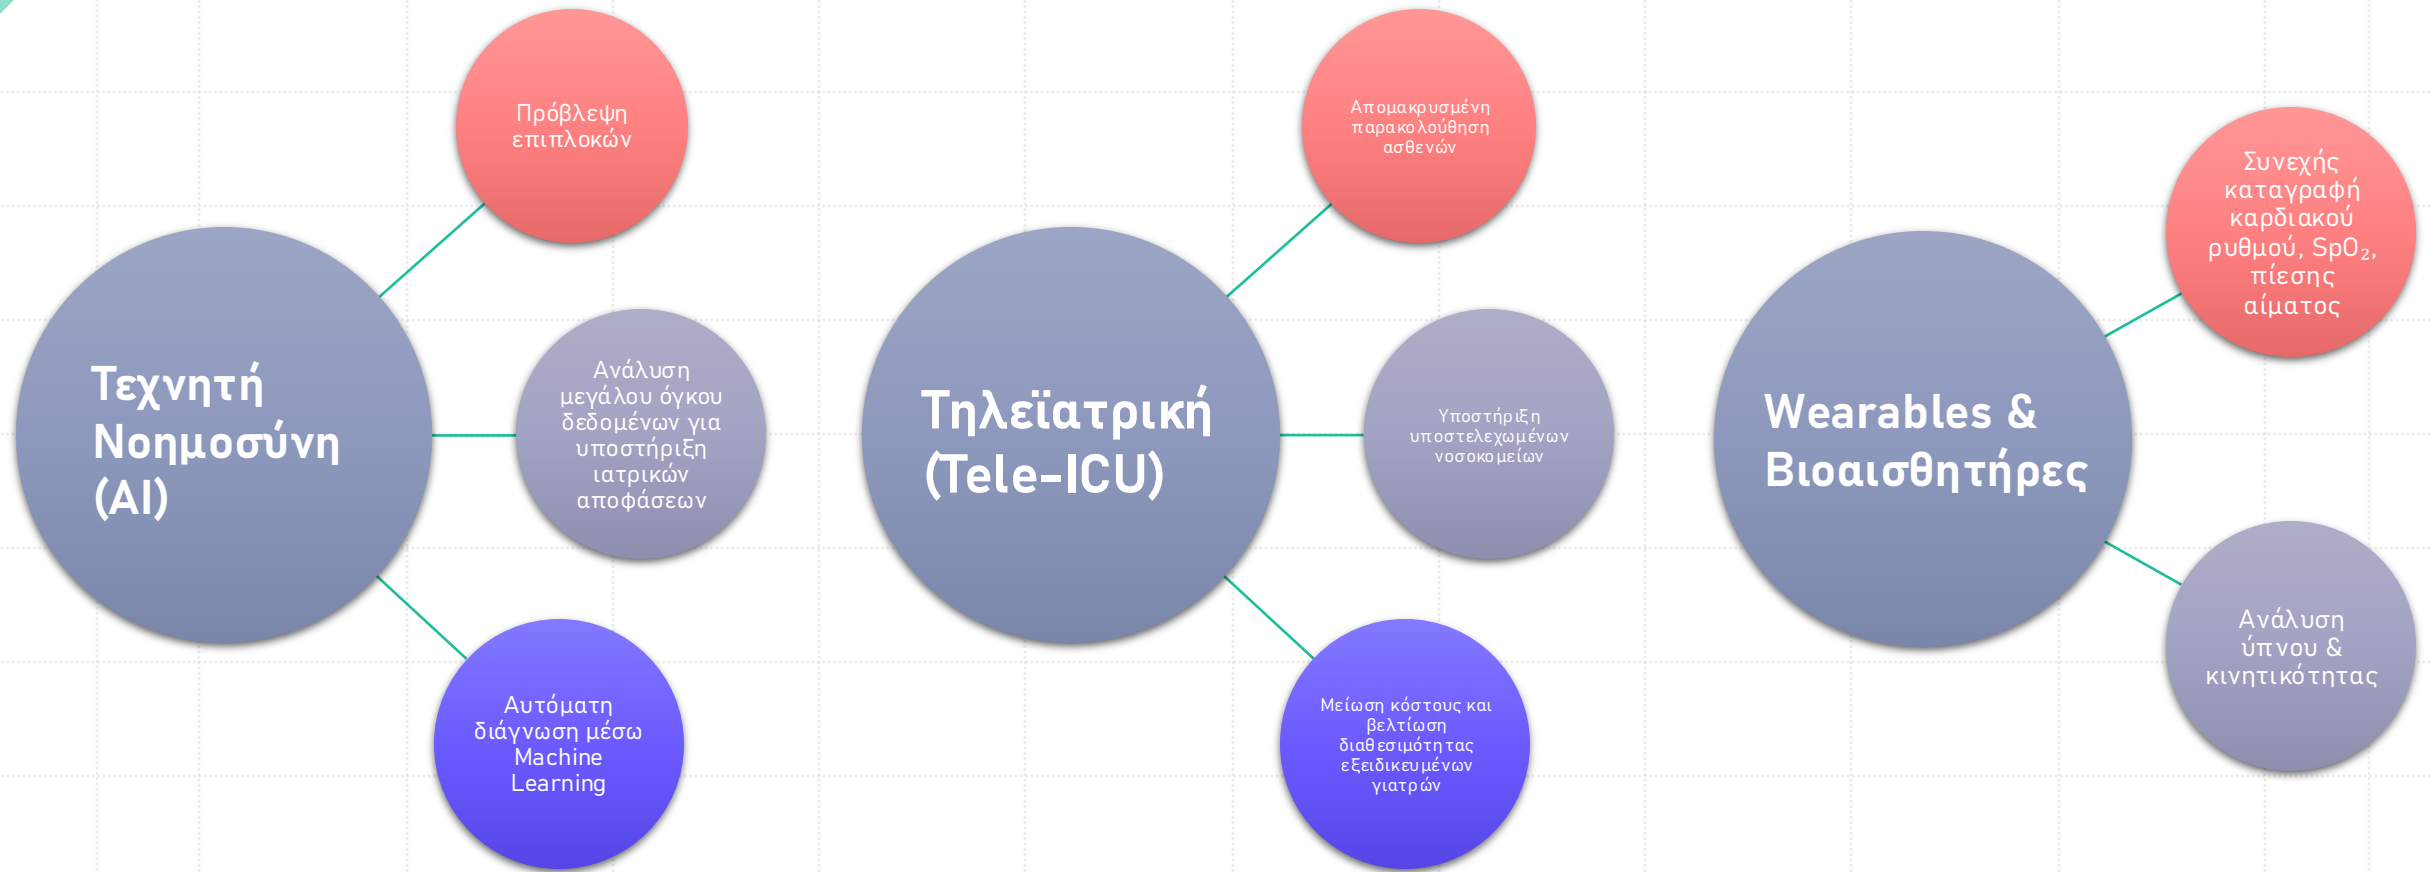 Τεχνητή
Νοημοσύνη
(AI)
Πρόβλεψη
επιπλοκών
Ανάλυση
μεγάλου όγκου
δεδομένων για
υποστήριξη
ιατρικών
αποφάσεων
Αυτόματη
διάγνωση μέσω
Machine
Learning
Τηλεϊατρική
(Tele-ICU)
Απομακρυσμένη
παρακολούθηση
ασθενών
Υποστήριξη
υποστελεχωμένων
νοσοκομείων
Μείωση κόστους και
βελτίωση
διαθεσιμότητας
εξειδικευμένων
γιατρών
Wearables &
Βιοαισθητήρες
Συνεχής
καταγραφή
καρδιακού
ρυθμού, SpO₂,
πίεσης
αίματος
Ανάλυση
ύπνου &
κινητικότητας